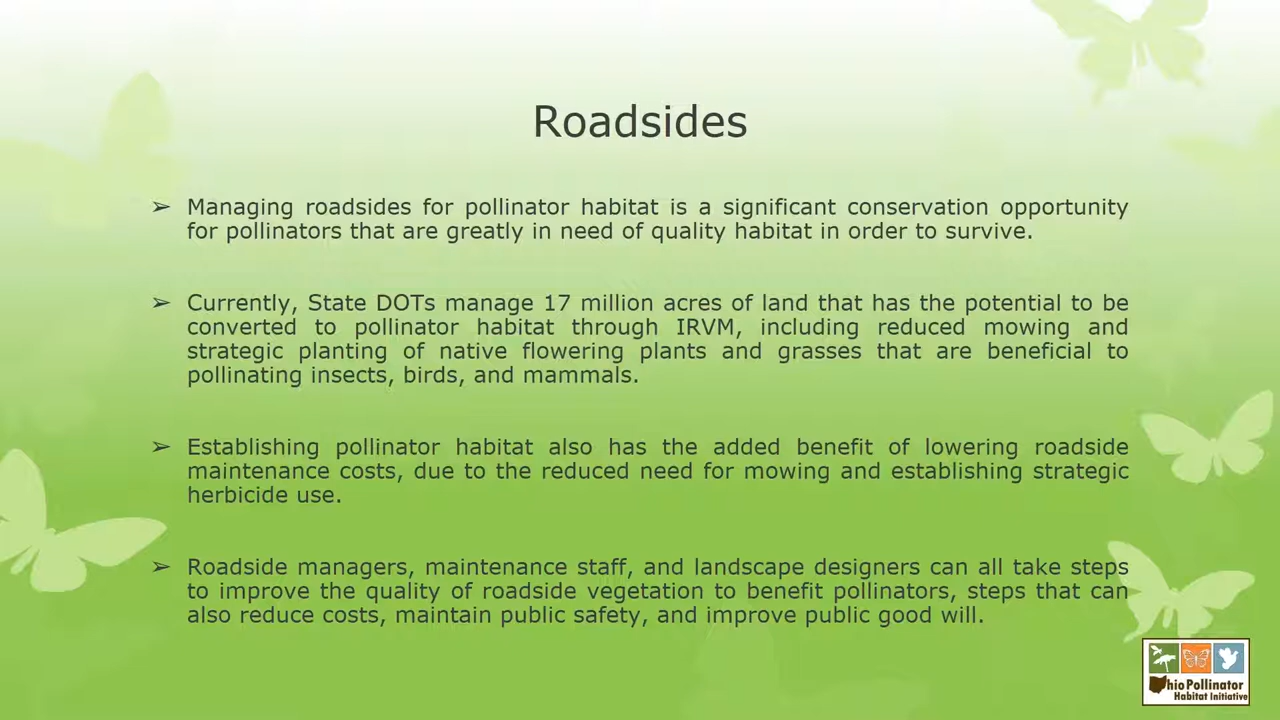 Roadsides
➢ Managing roadsides for pollinator habitat is a significant conservation opportunity
for pollinators that are greatly in need of quality habitat in order to survive.
➢ Currently, State DOTs manage 17 million acres of land that has the potential to be
converted to pollinator habitat through IRVM, including reduced mowing and
strategic planting of native flowering plants and grasses that are beneficial to
pollinating insects, birds, and mammals.
➢ Establishing pollinator habitat also has the added benefit of lowering roadside
maintenance costs, due to the reduced need for mowing and establishing strategic
herbicide use.
➢ Roadside managers, maintenance staff, and landscape designers can all take steps
to improve the quality of roadside vegetation to benefit pollinators, steps that can
also reduce costs, maintain public safety, and improve public good will.
Ohio Pollinator
Habitat Initiative